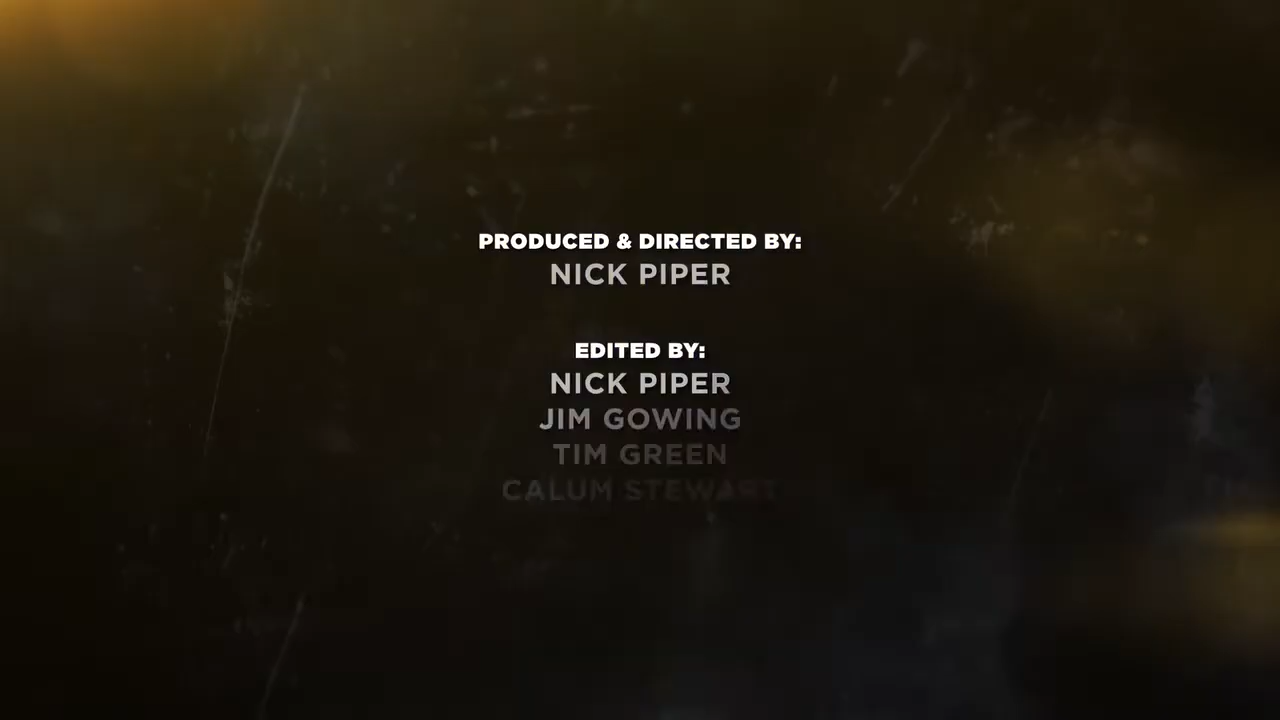 PRODUCED & DIRECTED BY:
NICK PIPER
EDITED BY:
NICK PIPER
JIM GOWING
TIM GREEN
CALUM STEWART